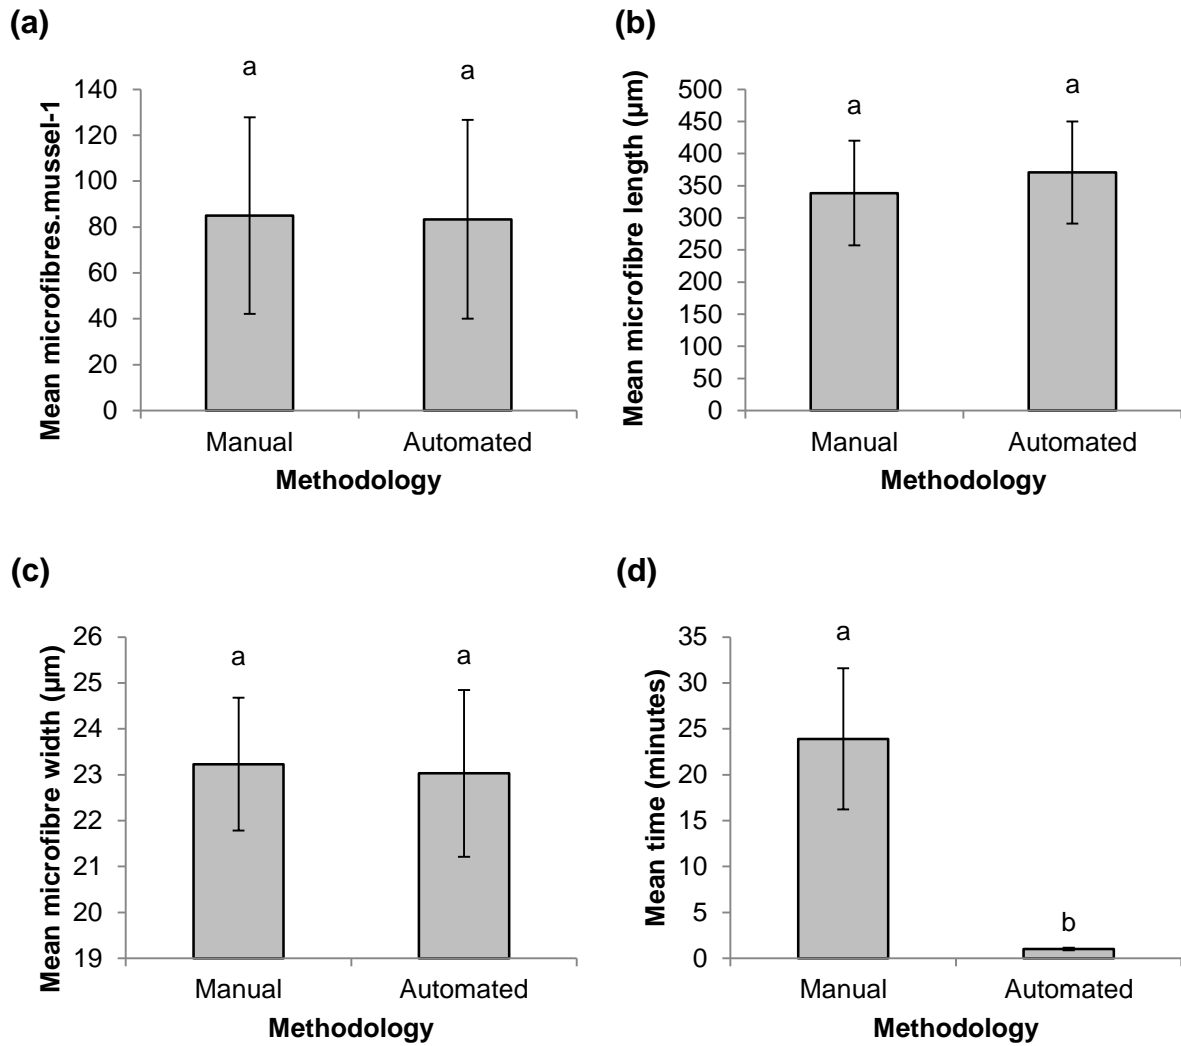 (a)
Mean microfibres.mussel-1
140
120
100
80
60
40
20
0
a
a
Manual
Automated
Methodology
(b)
Mean microfibre length (µm)
500
450
400
350
300
250
200
150
100
50
0
a
a
Manual
Automated
Methodology
(c)
Mean microfibre width (µm)
26
25
24
23
22
21
20
19
a
a
Manual
Automated
Methodology
(d)
Mean time (minutes)
35
30
25
20
15
10
5
0
a
b
Manual
Automated
Methodology